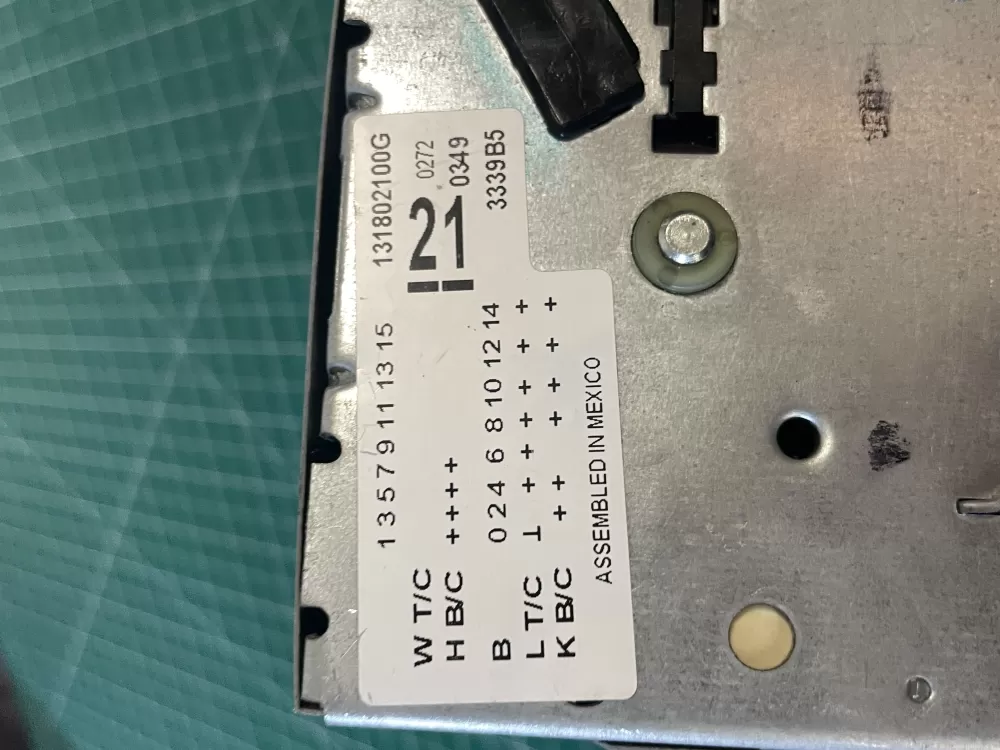 131802100G
21 0272
0349
3339B5
1 3 5 7 9 11 13 15
W T/C
H B/C + + + +
B 0 2 4 6 8 10 12 14
L T/C ⊥ + + + + + +
K B/C + + + + + +
ASSEMBLED IN MEXICO